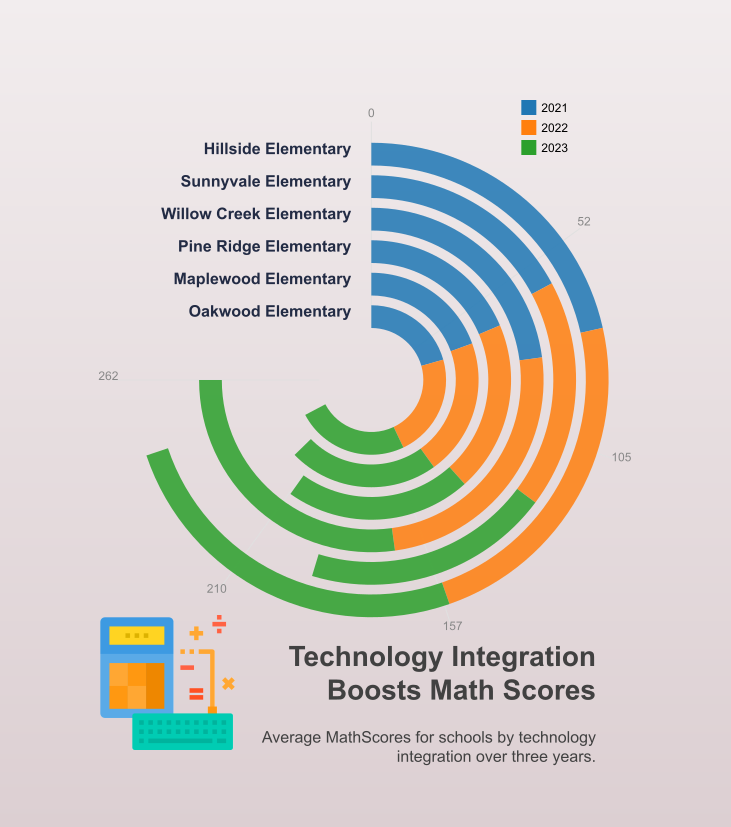 0
2021
2022
2023
Hillside Elementary
Sunnyvale Elementary
Willow Creek Elementary
Pine Ridge Elementary
Maplewood Elementary
Oakwood Elementary
52
262
105
210
157
Technology Integration
Boosts Math Scores
Average MathScores for schools by technology
integration over three years.